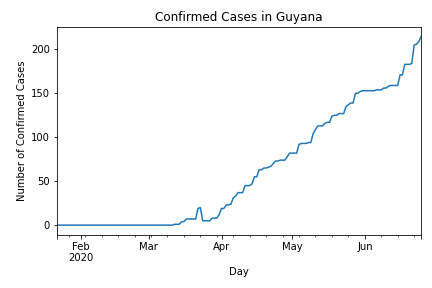 Confirmed Cases in Guyana
Number of Confirmed Cases
200
150
100
50
0
Feb Mar Apr May Jun
2020
Day